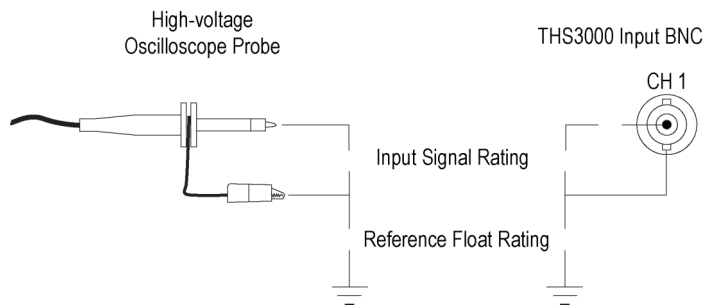 High-voltage
Oscilloscope Probe
THS3000 Input BNC
CH 1
Input Signal Rating
Reference Float Rating